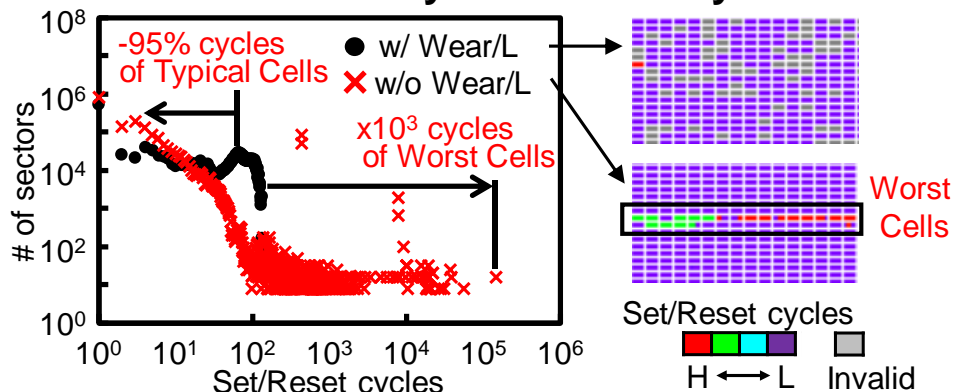 10⁸
10⁶
10⁴
10²
10⁰
# of sectors
-95% cycles
of Typical Cells
w/ Wear/L
w/o Wear/L
x10³ cycles
of Worst Cells
10⁰ 10¹ 10² 10³ 10⁴ 10⁵ 10⁶
Set/Reset cycles
Worst
Cells
Set/Reset cycles
H L Invalid